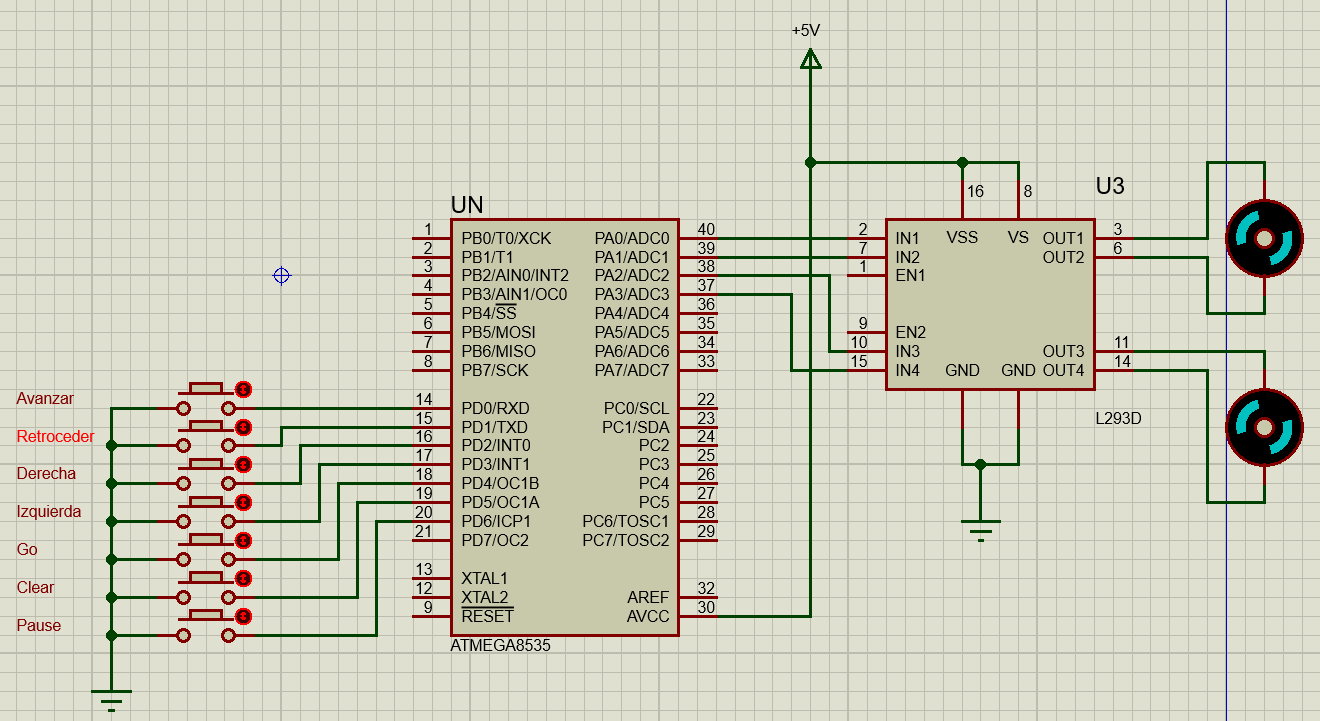 +5V
Avanzar
Retroceder
Derecha
Izquierda
Go
Clear
Pause
UN
1 PB0/T0/XCK PA0/ADC0 40
2 PB1/T1 PA1/ADC1 39
3 PB2/AIN0/INT2 PA2/ADC2 38
4 PB3/AIN1/OC0 PA3/ADC3 37
5 PB4/SS PA4/ADC4 36
6 PB5/MOSI PA5/ADC5 35
7 PB6/MISO PA6/ADC6 34
8 PB7/SCK PA7/ADC7 33
14 PD0/RXD PC0/SCL 22
15 PD1/TXD PC1/SDA 23
16 PD2/INT0 PC2 24
17 PD3/INT1 PC3 25
18 PD4/OC1B PC4 26
19 PD5/OC1A PC5 27
20 PD6/ICP1 PC6/TOSC1 28
21 PD7/OC2 PC7/TOSC2 29
13 XTAL1
12 XTAL2 AREF 32
9 RESET AVCC 30
ATMEGA8535
U3
16 8
2 IN1 VSS VS OUT1 3
7 IN2 OUT2 6
1 EN1
9 EN2
10 IN3 OUT3 11
15 IN4 GND GND OUT4 14
L293D